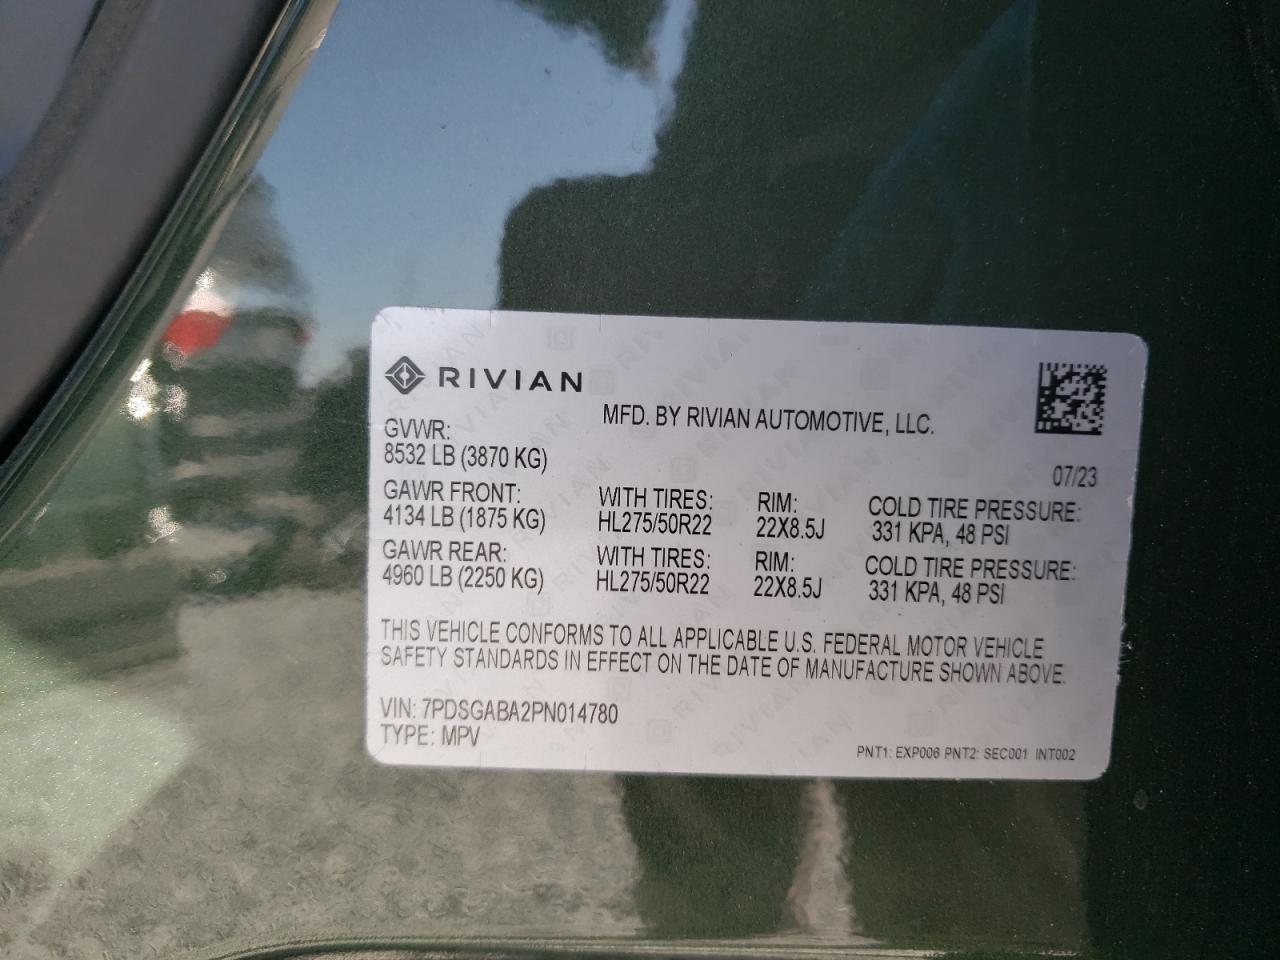 RIVIAN
MFD. BY RIVIAN AUTOMOTIVE, LLC.
GVWR:
8532 LB (3870 KG)
07/23
GAWR FRONT: WITH TIRES: RIM: COLD TIRE PRESSURE:
4134 LB (1875 KG) HL275/50R22 22X8.5J 331 KPA, 48 PSI
GAWR REAR: WITH TIRES: RIM: COLD TIRE PRESSURE:
4960 LB (2250 KG) HL275/50R22 22X8.5J 331 KPA, 48 PSI
THIS VEHICLE CONFORMS TO ALL APPLICABLE U.S. FEDERAL MOTOR VEHICLE
SAFETY STANDARDS IN EFFECT ON THE DATE OF MANUFACTURE SHOWN ABOVE.
VIN: 7PDSGABA2PN014780
TYPE: MPV
PNT1: EXP006 PNT2: SEC001 INT002